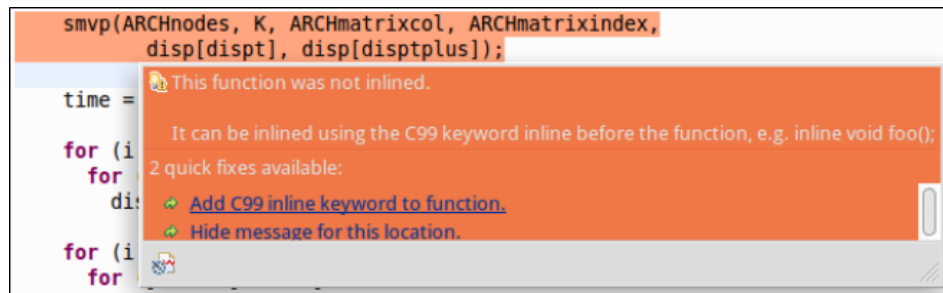 smvp(ARCHnodes, K, ARCHmatrixcol, ARCHmatrixindex,
disp[dispt], disp[disptplus]);
This function was not inlined.
time =
It can be inlined using the C99 keyword inline before the function, e.g. inline void foo();
for (i
2 quick fixes available:
for
Add C99 inline keyword to function.
Hide message for this location.
for (i
for